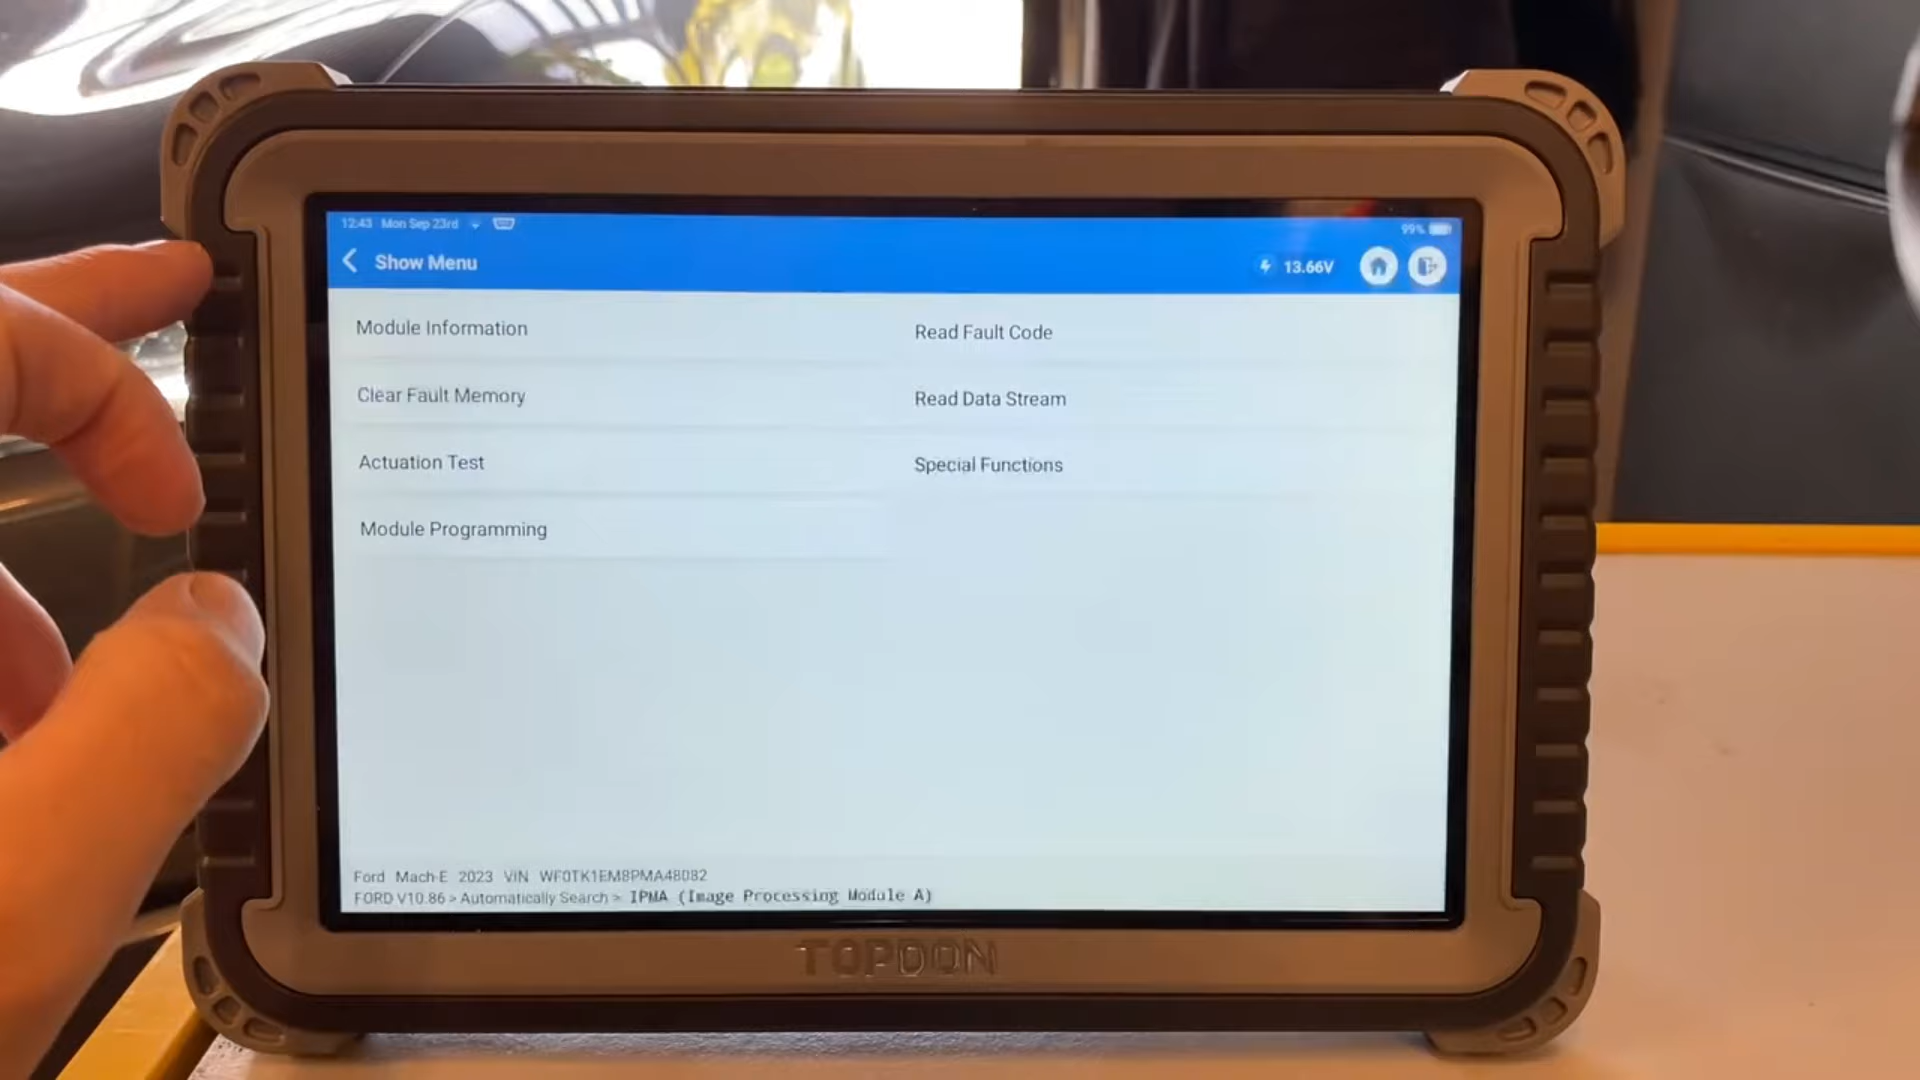 12:43 Mon Sep 23rd
99%
Show Menu
13.66V
Module Information
Read Fault Code
Clear Fault Memory
Read Data Stream
Actuation Test
Special Functions
Module Programming
Ford Mach-E 2023 VIN WF0TK1EM8PMA48082
FORD V10.86 > Automatically Search > IPMA (Image Processing Module A)
TOPDON